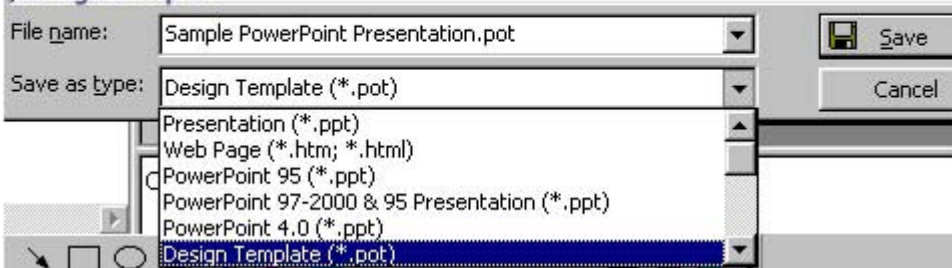 File name: Sample PowerPoint Presentation.pot Save
Save as type: Design Template (*.pot) Cancel
Presentation (*.ppt)
Web Page (*.htm; *.html)
PowerPoint 95 (*.ppt)
PowerPoint 97-2000 & 95 Presentation (*.ppt)
PowerPoint 4.0 (*.ppt)
Design Template (*.pot)